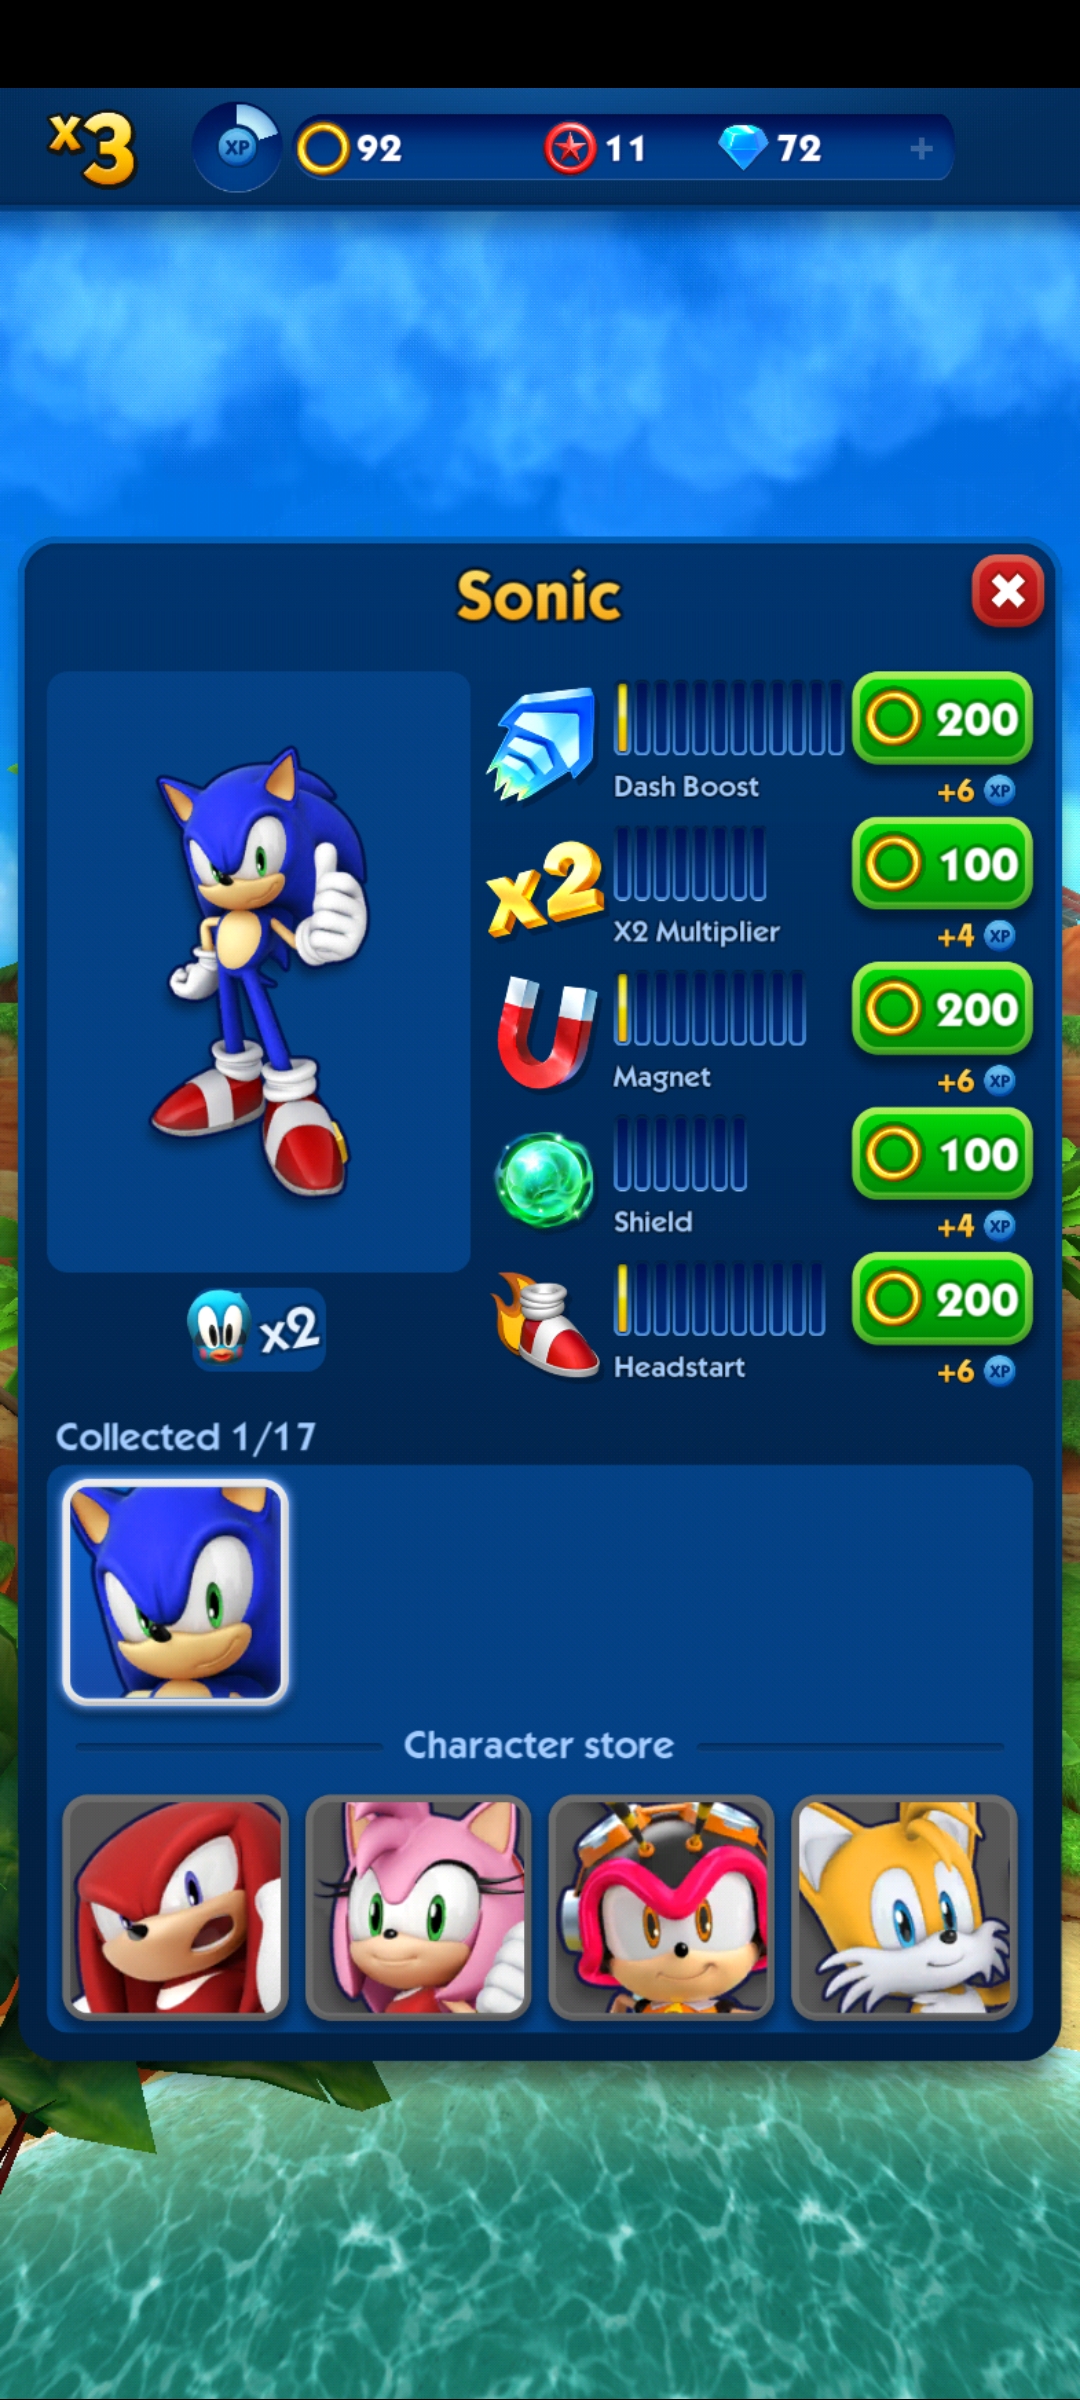 x3 XP 92 11 72 +
Sonic
200
Dash Boost
+6 XP
x2
100
X2 Multiplier
+4 XP
200
Magnet
+6 XP
100
Shield
+4 XP
200
Headstart
+6 XP
x2
Collected 1/17
Character store